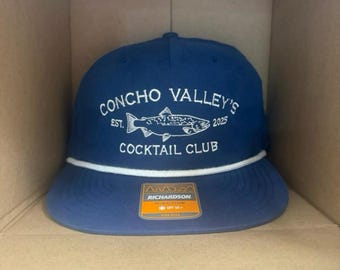 CONCHO VALLEY'S
EST. 2025
COCKTAIL CLUB
RICHARDSON